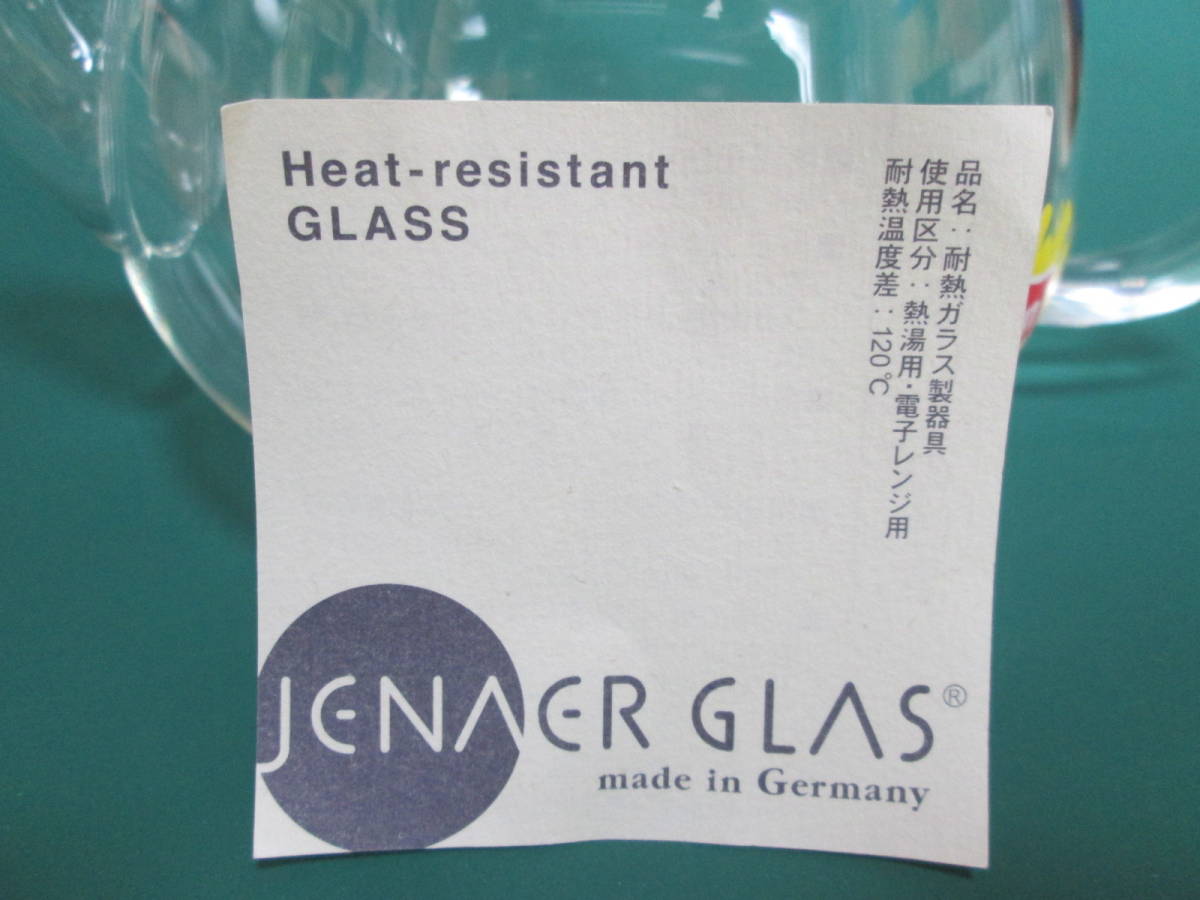 Heat-resistant
GLASS
品名：耐熱ガラス製器具
使用区分：熱湯用・電子レンジ用
耐熱温度差：120℃
JENAER GLAS®
made in Germany